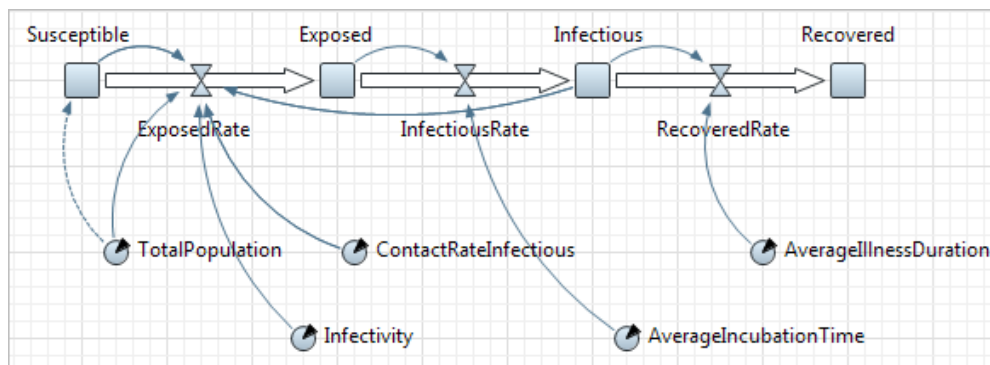 Susceptible
Exposed
Infectious
Recovered
ExposedRate
InfectiousRate
RecoveredRate
TotalPopulation
ContactRateInfectious
AverageIllnessDuration
Infectivity
AverageIncubationTime